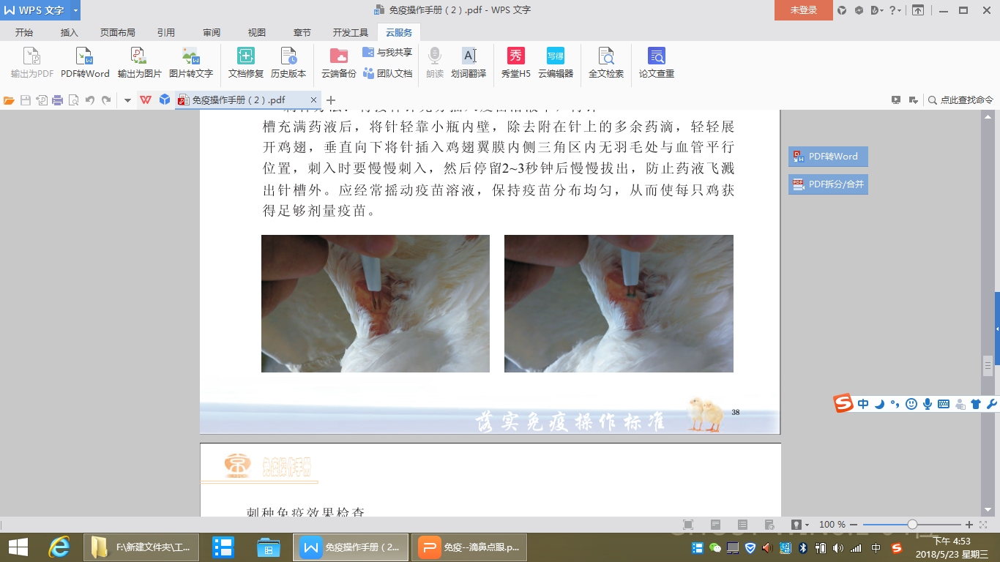 WPS 文字
免疫操作手册（2）.pdf - WPS 文字
未登录
开始 插入 页面布局 引用 审阅 视图 章节 开发工具 云服务
输出为PDF PDF转Word 输出为图片 图片转文字 文档修复 历史版本 云端备份 与我共享 团队文档 朗读 划词翻译 秀堂H5 云编辑器 全文检索 论文查重
秀
写得
免疫操作手册（2）.pdf
点此查找命令
槽充满药液后，将针轻靠小瓶内壁，除去附在针上的多余药滴，轻轻展
开鸡翅，垂直向下将针插入鸡翅翼膜内侧三角区内无羽毛处与血管平行
位置，刺入时要慢慢刺入，然后停留2~3秒钟后慢慢拔出，防止药液飞溅
出针槽外。应经常摇动疫苗溶液，保持疫苗分布均匀，从而使每只鸡获
得足够剂量疫苗。
PDF转Word
PDF拆分/合并
落实免疫操作标准
38
中
京
免疫操作手册
刺种免疫效果检查
100 %
F:\新建文件夹\工...
免疫操作手册（2...
免疫--滴鼻点眼.p...
中
下午 4:53
2018/5/23 星期三